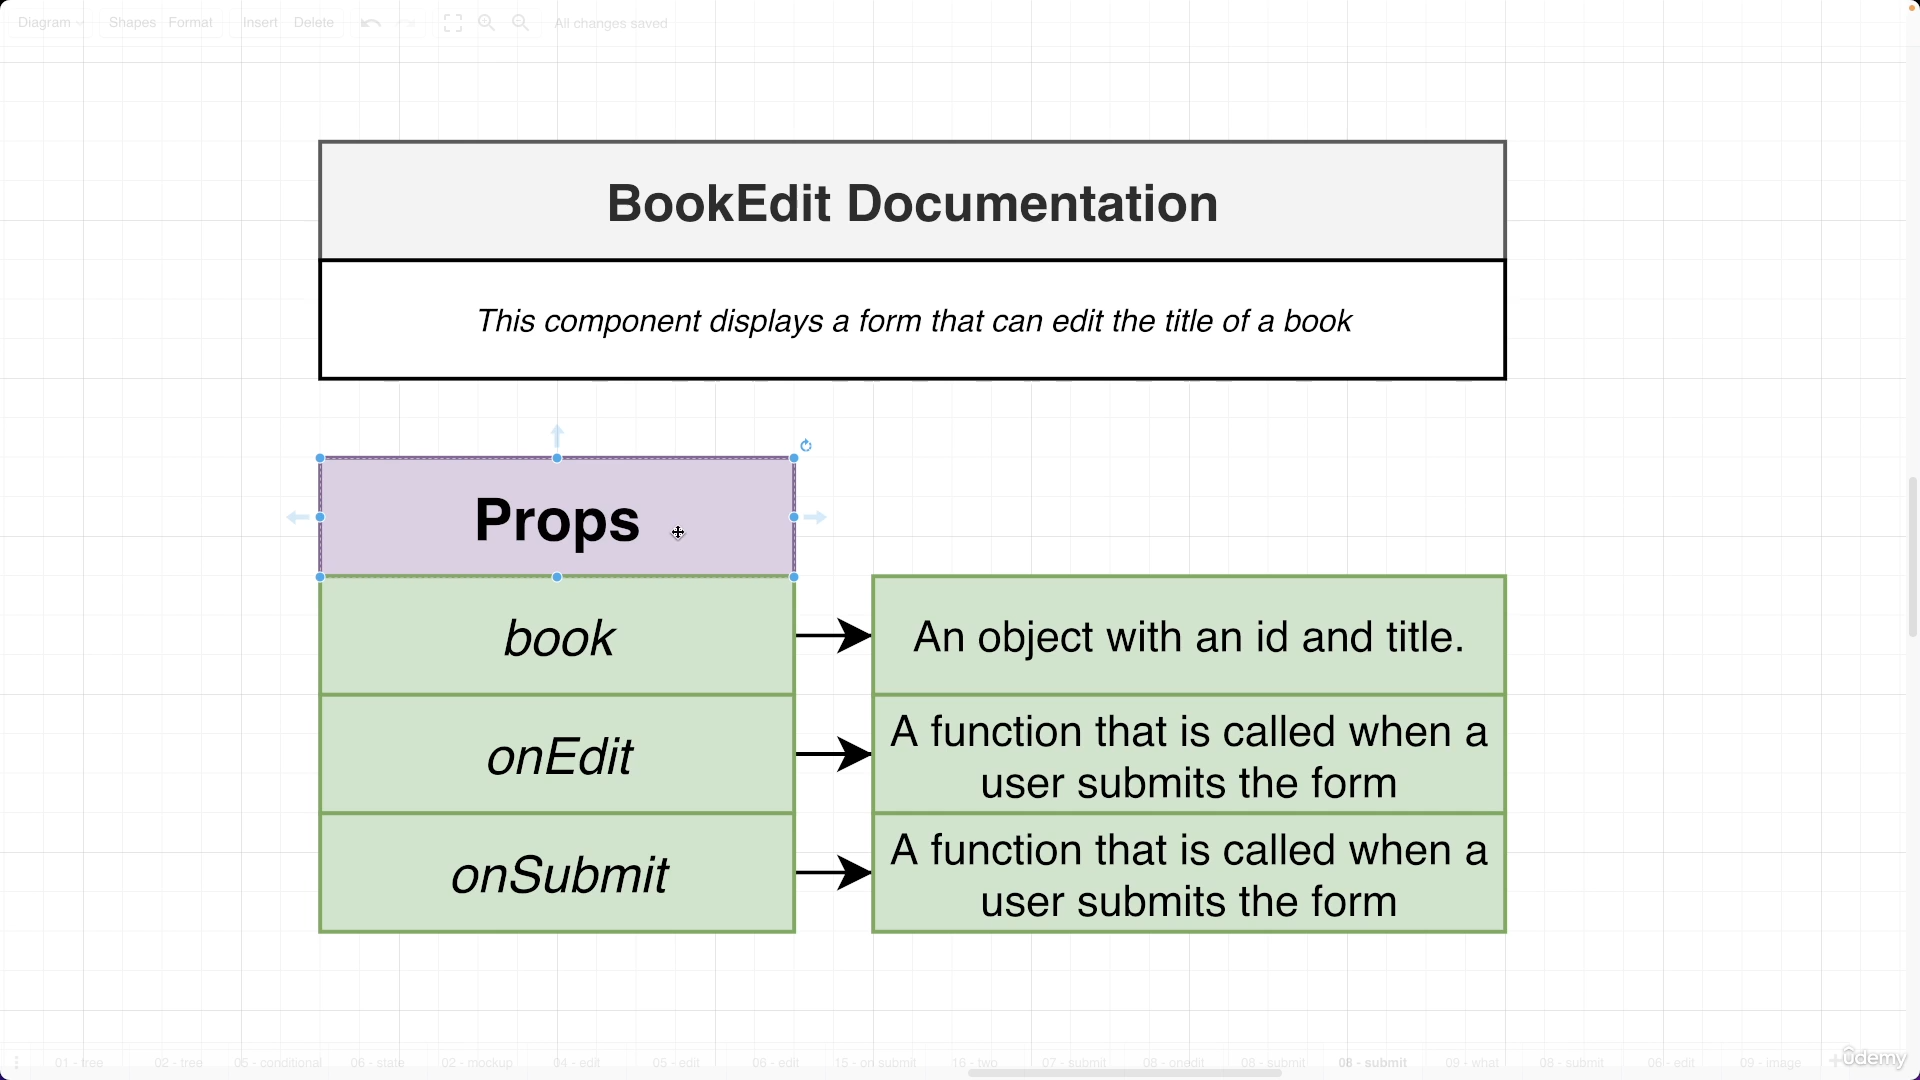 Diagram Shapes Format Insert Delete All changes saved
BookEdit Documentation
This component displays a form that can edit the title of a book
Props
book
An object with an id and title.
onEdit
A function that is called when a
user submits the form
onSubmit
A function that is called when a
user submits the form
01 - tree 02 - tree 05 - conditional 06 - state 02 - mockup 04 - edit 05 - edit 06 - edit 15 - on submit 16 - two 07 - submit 08 - onedit 08 - submit 08 - submit 09 - what 08 - submit 06 - edit 09 - image
ûdemy